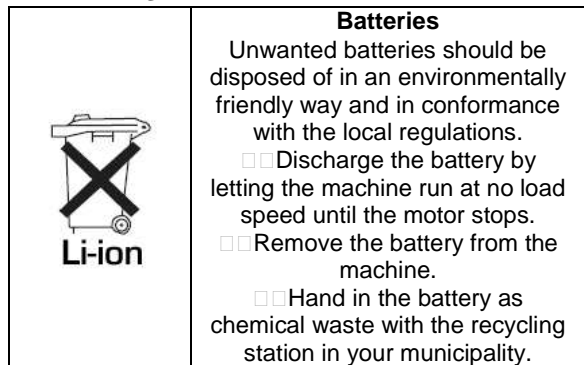 Batteries
Unwanted batteries should be
disposed of in an environmentally
friendly way and in conformance
with the local regulations.
□□Discharge the battery by
letting the machine run at no load
speed until the motor stops.
□□Remove the battery from the
machine.
□□Hand in the battery as
chemical waste with the recycling
station in your municipality.
Li-ion